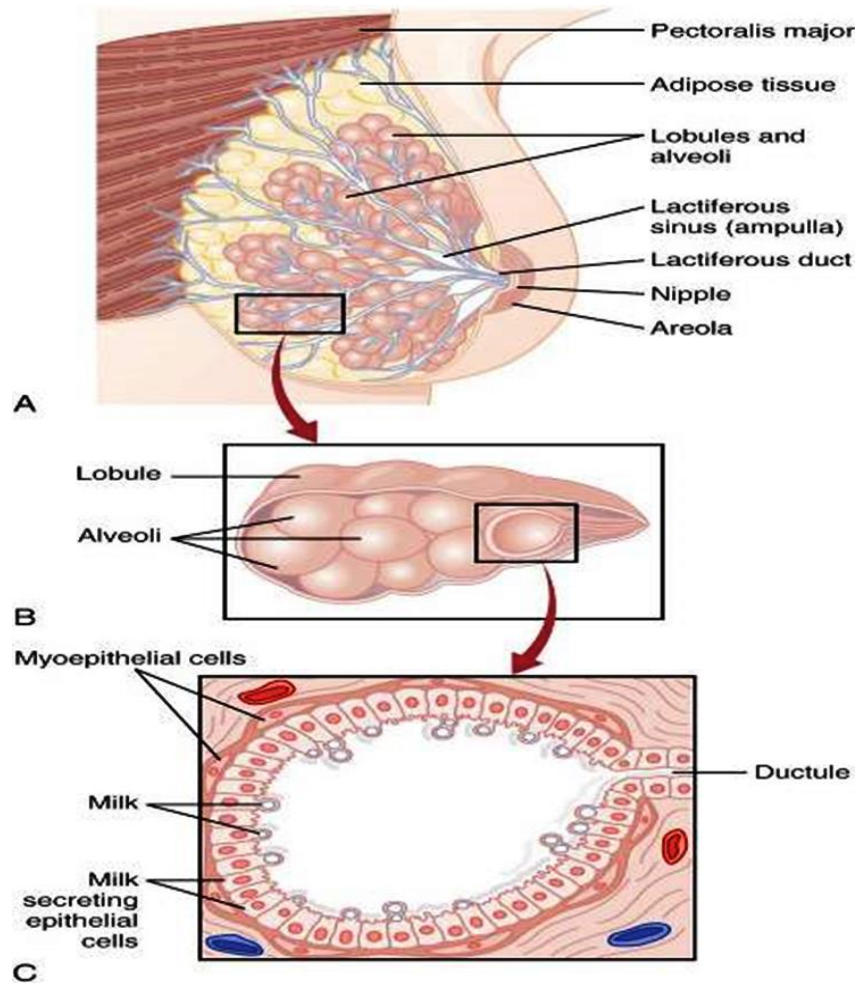 Pectoralis major
Adipose tissue
Lobules and
alveoli
Lactiferous
sinus (ampulla)
Lactiferous duct
Nipple
Areola
A
Lobule
Alveoli
B
Myoepithelial cells
Ductule
Milk
Milk
secreting
epithelial
cells
C